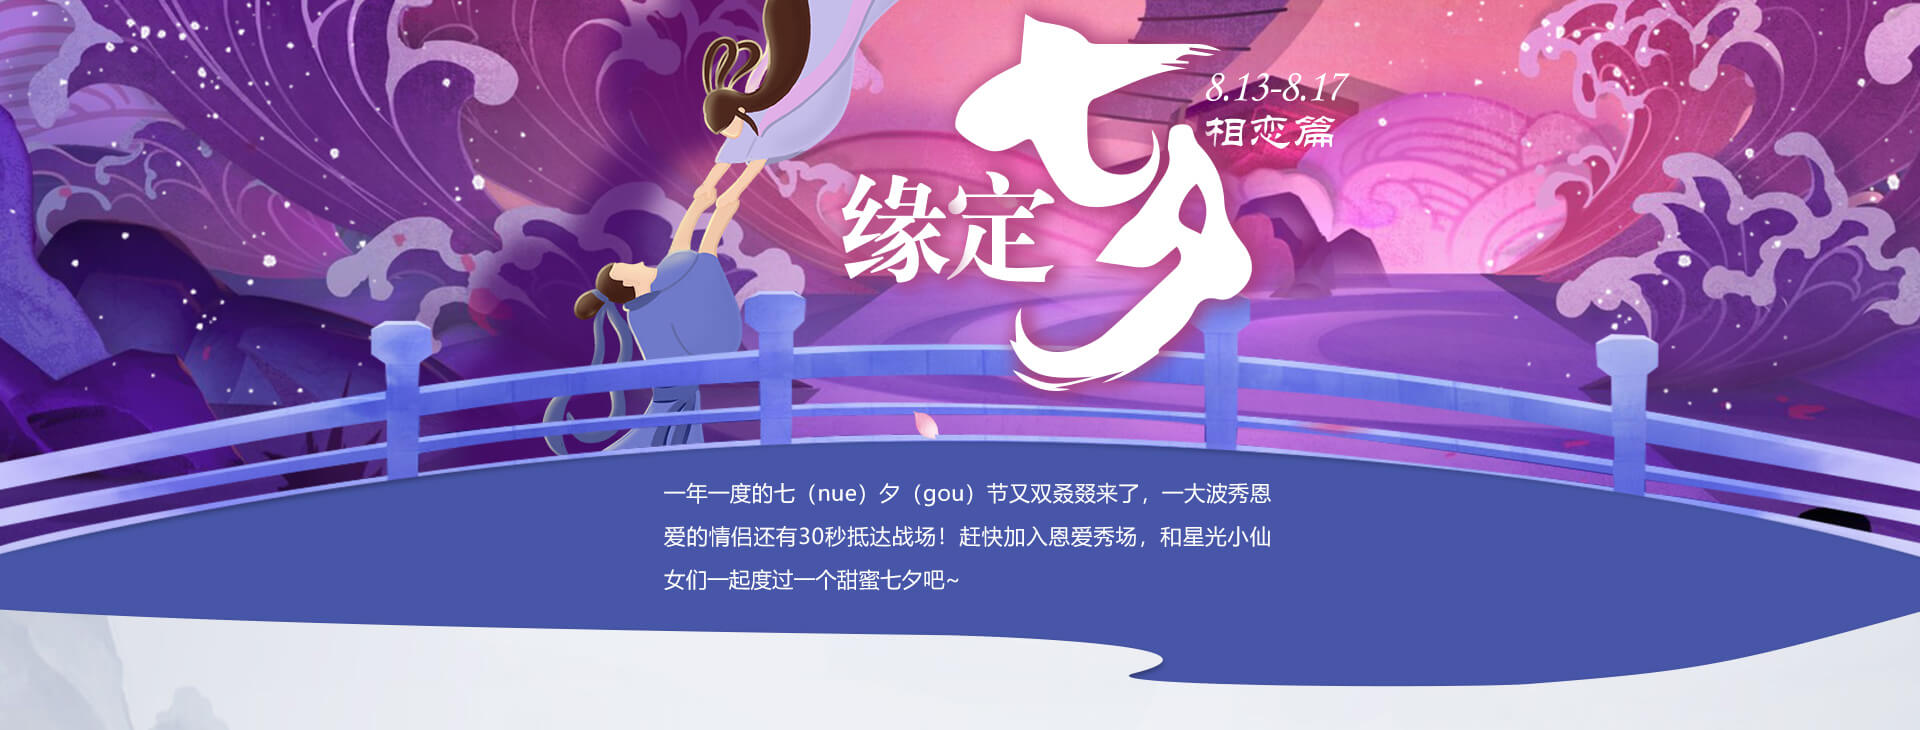 缘定七夕
8.13-8.17
相恋篇
一年一度的七（nue）夕（gou）节又双叒叕来了，一大波秀恩
爱的情侣还有30秒抵达战场！赶快加入恩爱秀场，和星光小仙
女们一起度过一个甜蜜七夕吧~